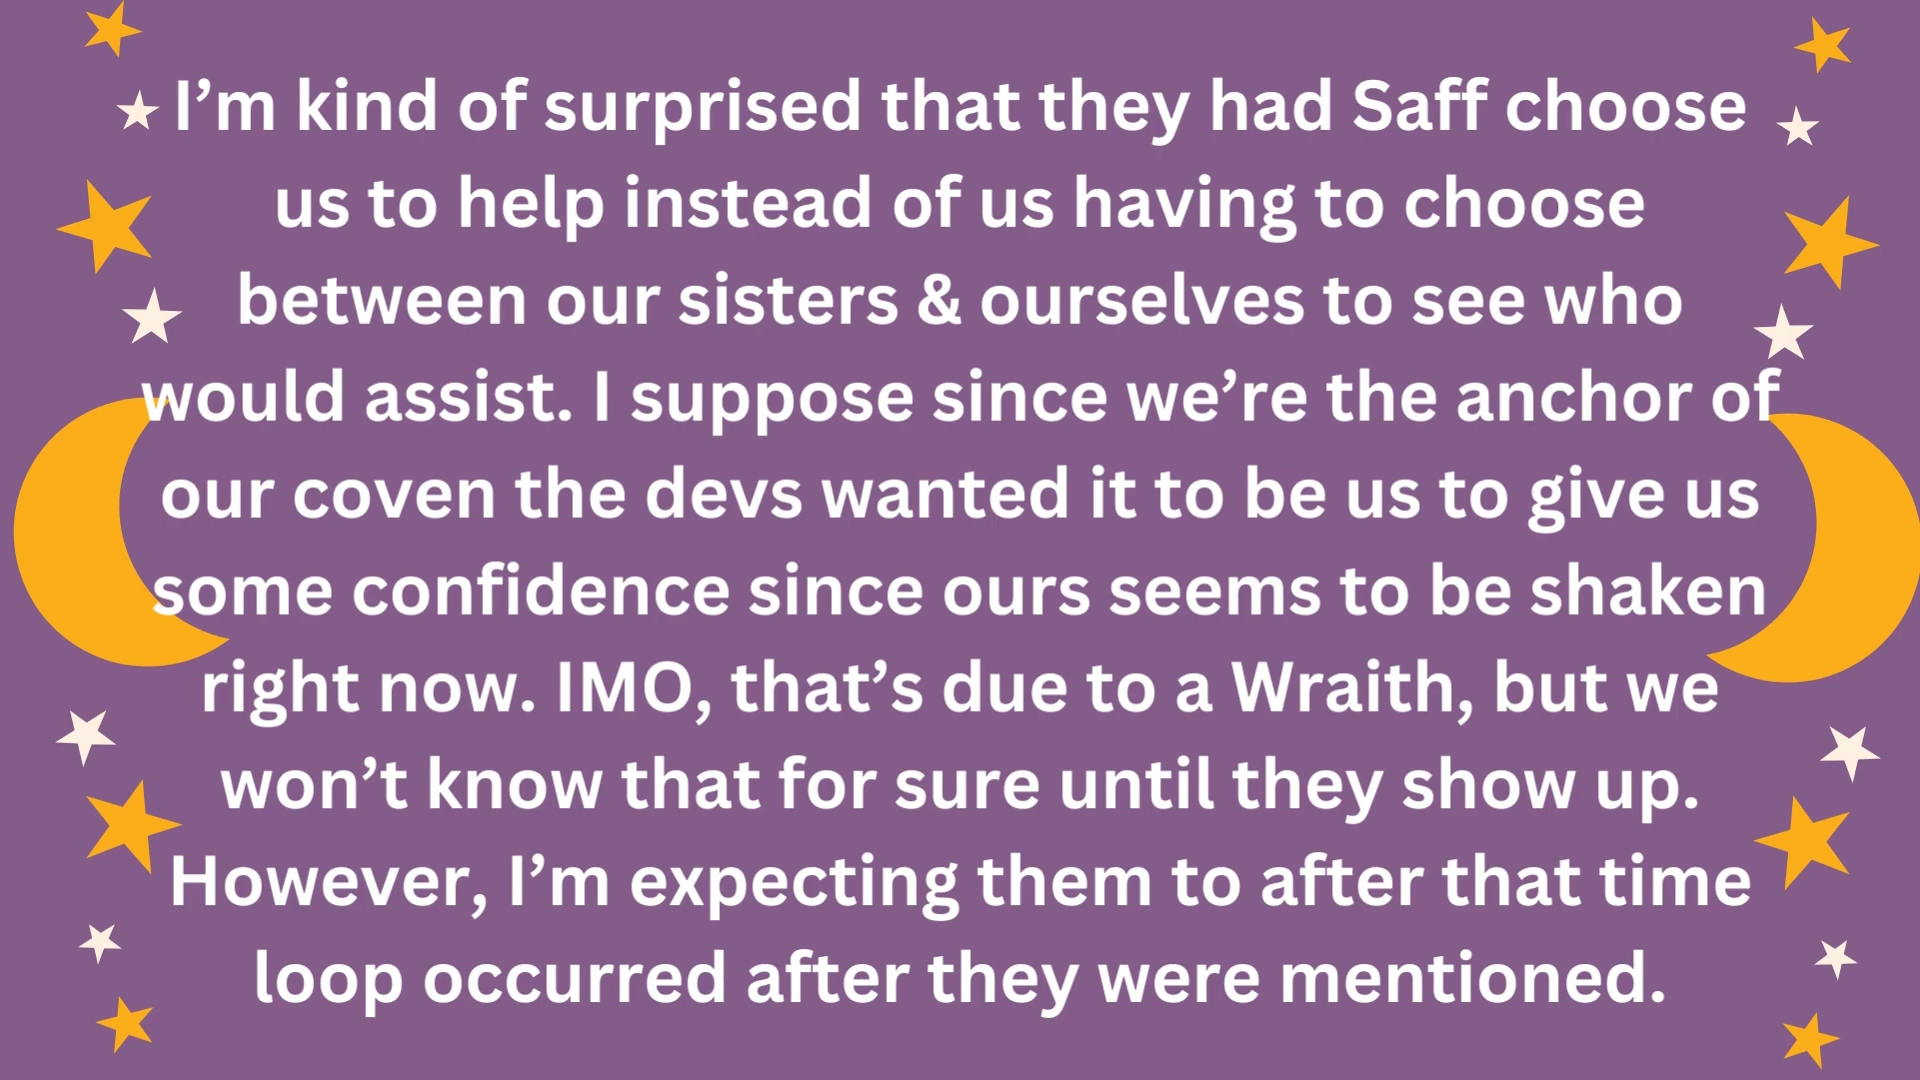 I’m kind of surprised that they had Saff choose
us to help instead of us having to choose
between our sisters & ourselves to see who
would assist. I suppose since we’re the anchor of
our coven the devs wanted it to be us to give us
some confidence since ours seems to be shaken
right now. IMO, that’s due to a Wraith, but we
won’t know that for sure until they show up.
However, I’m expecting them to after that time
loop occurred after they were mentioned.